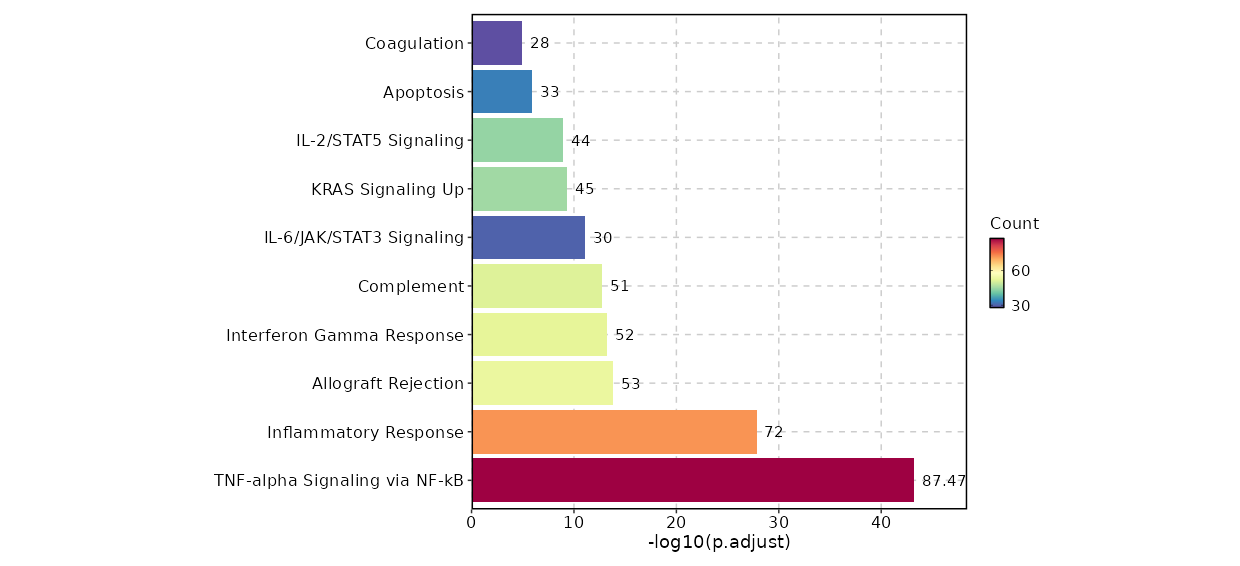 Coagulation 28
Apoptosis 33
IL-2/STAT5 Signaling 44
KRAS Signaling Up 45
IL-6/JAK/STAT3 Signaling 30
Complement 51
Interferon Gamma Response 52
Allograft Rejection 53
Inflammatory Response 72
TNF-alpha Signaling via NF-kB 87.47
0 10 20 30 40
-log10(p.adjust)
Count
60
30